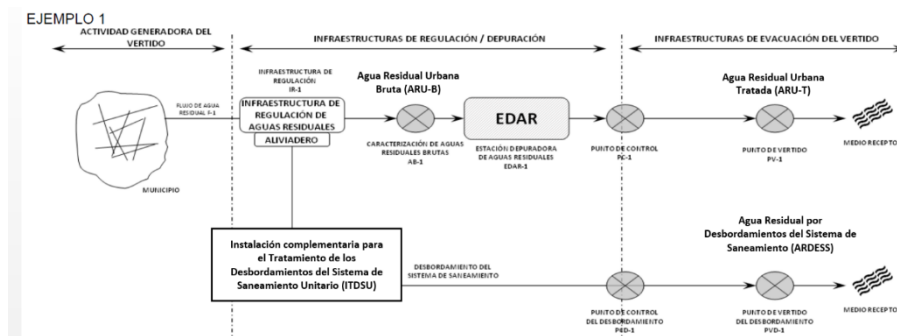 EJEMPLO 1
ACTIVIDAD GENERADORA DEL
VERTIDO
INFRAESTRUCTURAS DE REGULACIÓN / DEPURACIÓN
INFRAESTRUCTURAS DE EVACUACIÓN DEL VERTIDO
INFRAESTRUCTURA DE
REGULACIÓN
IR-1
Agua Residual Urbana
Bruta (ARU-B)
Agua Residual Urbana
Tratada (ARU-T)
FLUJO DE AGUA
RESIDUAL F-1
INFRAESTRUCTURA DE
REGULACIÓN DE
AGUAS RESIDUALES
ALIVIADERO
EDAR
CARACTERIZACIÓN DE AGUAS
RESIDUALES BRUTAS
AB-1
ESTACIÓN DEPURADORA
DE AGUAS RESIDUALES
EDAR-1
PUNTO DE CONTROL
PC-1
PUNTO DE VERTIDO
PV-1
MEDIO RECEPTO
MUNICIPIO
Instalación complementaria para
el Tratamiento de los
Desbordamientos del Sistema de
Saneamiento Unitario (ITDSU)
DESBORDAMIENTO DEL
SISTEMA DE SANEAMIENTO
Agua Residual por
Desbordamientos del Sistema de
Saneamiento (ARDESS)
PUNTO DE CONTROL
DEL DESBORDAMIENTO
PUNTO DE VERTIDO
DEL DESBORDAMIENTO
PVD-1
MEDIO RECEPTO